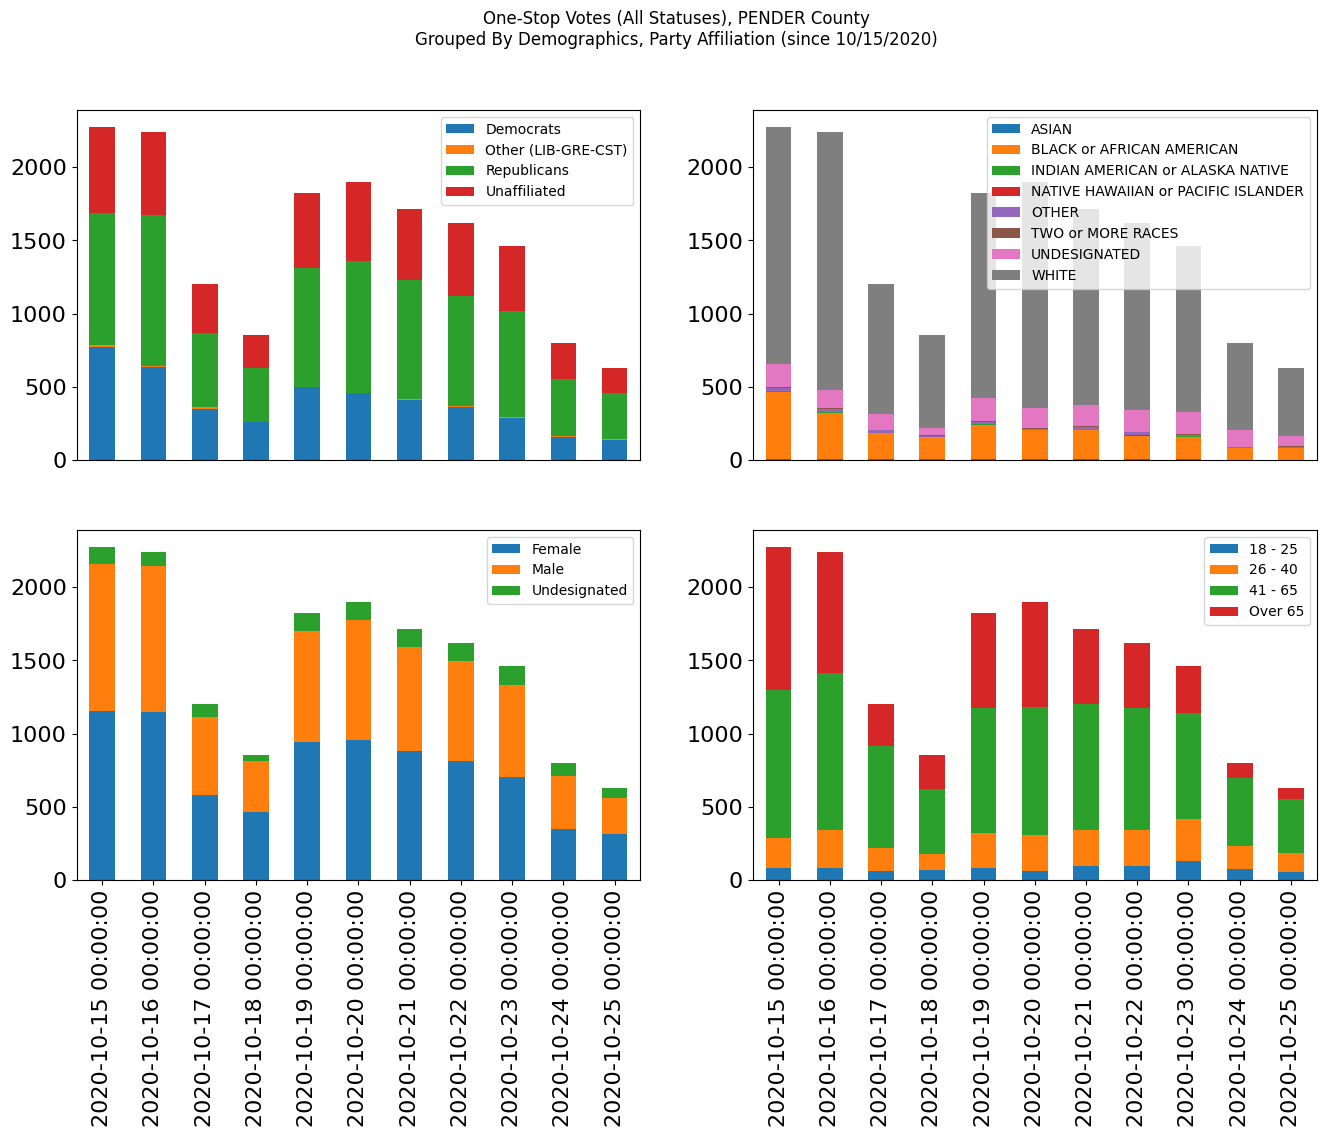 One-Stop Votes (All Statuses), PENDER County
Grouped By Demographics, Party Affiliation (since 10/15/2020)
2000
1500
1000
500
0
Democrats
Other (LIB-GRE-CST)
Republicans
Unaffiliated
2000
1500
1000
500
0
ASIAN
BLACK or AFRICAN AMERICAN
INDIAN AMERICAN or ALASKA NATIVE
NATIVE HAWAIIAN or PACIFIC ISLANDER
OTHER
TWO or MORE RACES
UNDESIGNATED
WHITE
2000
1500
1000
500
0
Female
Male
Undesignated
2020-10-15 00:00:00
2020-10-16 00:00:00
2020-10-17 00:00:00
2020-10-18 00:00:00
2020-10-19 00:00:00
2020-10-20 00:00:00
2020-10-21 00:00:00
2020-10-22 00:00:00
2020-10-23 00:00:00
2020-10-24 00:00:00
2020-10-25 00:00:00
2000
1500
1000
500
0
18 - 25
26 - 40
41 - 65
Over 65
2020-10-15 00:00:00
2020-10-16 00:00:00
2020-10-17 00:00:00
2020-10-18 00:00:00
2020-10-19 00:00:00
2020-10-20 00:00:00
2020-10-21 00:00:00
2020-10-22 00:00:00
2020-10-23 00:00:00
2020-10-24 00:00:00
2020-10-25 00:00:00